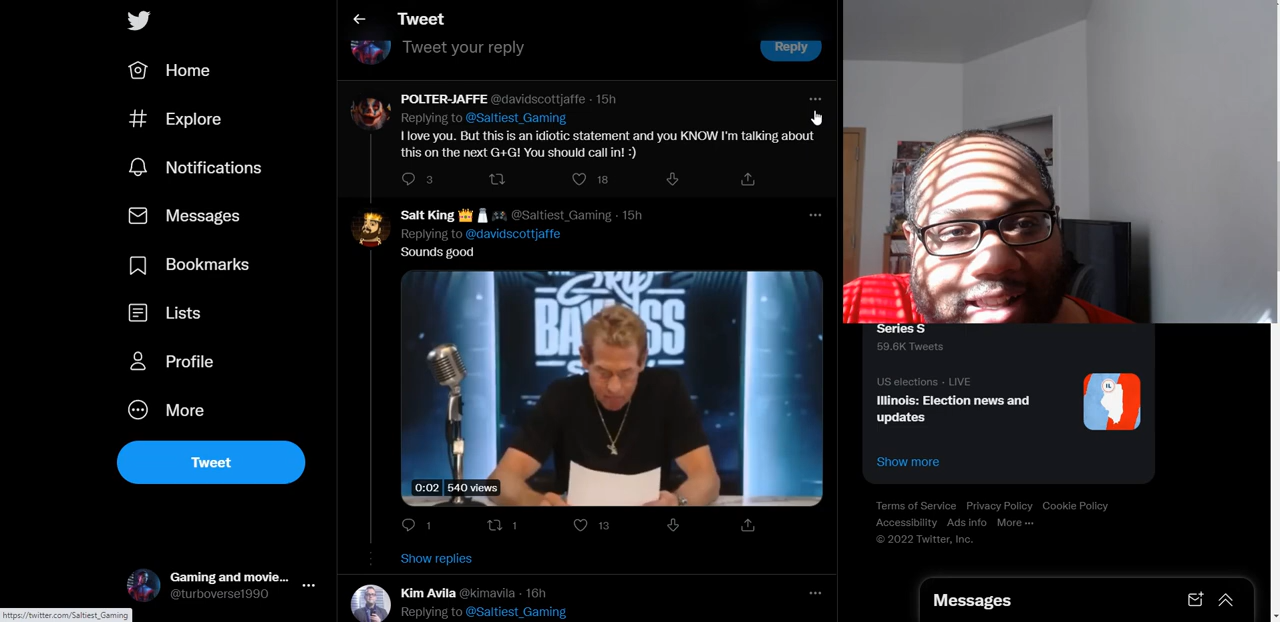 Tweet
Tweet your reply
Reply
Home
Explore
Notifications
Messages
Bookmarks
Lists
Profile
More
Tweet
Gaming and movie...
@turboverse1990
https://twitter.com/Saltiest_Gaming
POLTER-JAFFE @davidscottjaffe · 15h
Replying to @Saltiest_Gaming
I love you. But this is an idiotic statement and you KNOW I'm talking about
this on the next G+G! You should call in! :)
3 18
Salt King 👑🧂🎮 @Saltiest_Gaming · 15h
Replying to @davidscottjaffe
Sounds good
THE
SKIP
BAYLESS
SHOW
0:02 540 views
1 1 13
Show replies
Kim Avila @kimavila · 16h
Replying to @Saltiest_Gaming
Series S
59.6K Tweets
US elections · LIVE
Illinois: Election news and
updates
IL
Show more
Terms of Service Privacy Policy Cookie Policy
Accessibility Ads info More ···
© 2022 Twitter, Inc.
Messages